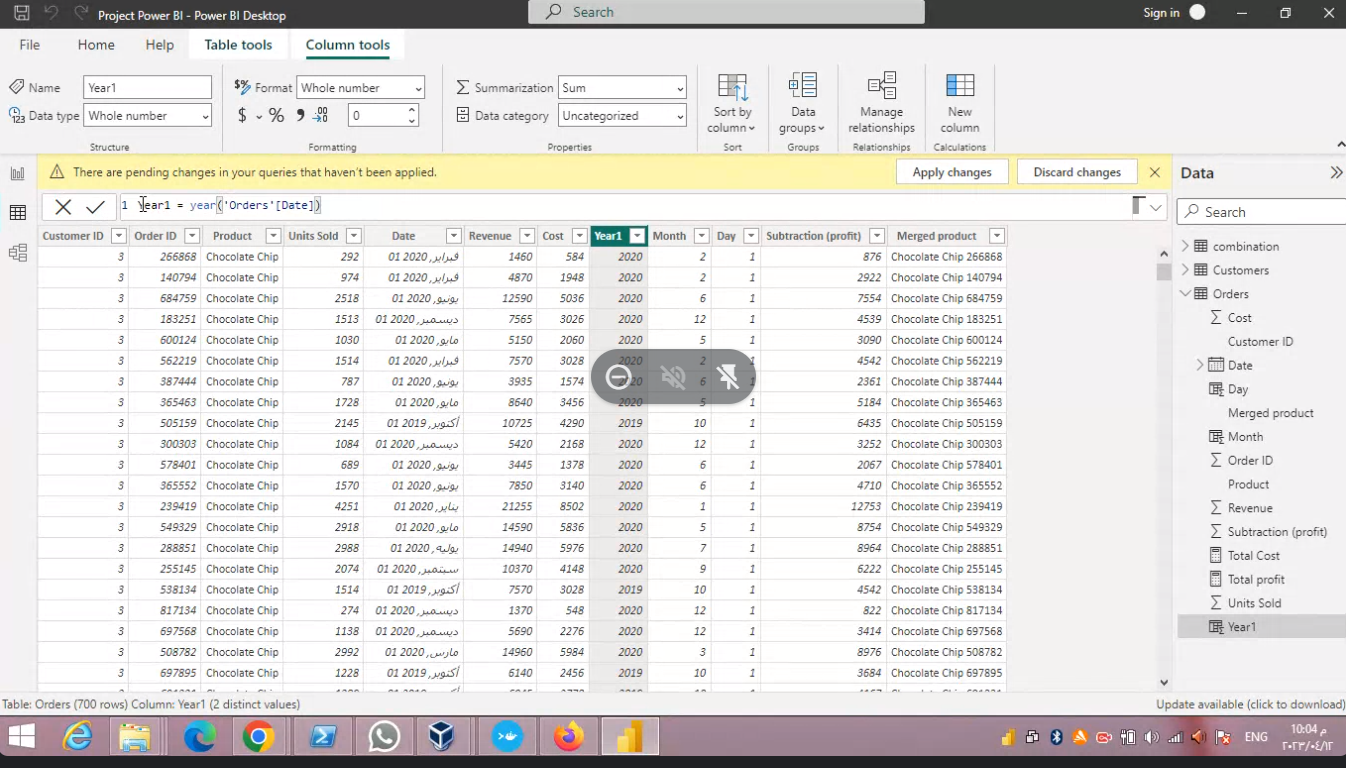 Project Power BI - Power BI Desktop
Search
Sign in
File
Home
Help
Table tools
Column tools
Name
Year1
Data type
Whole number
Structure
$% Format
Whole number
$ % 9 .00
0
Formatting
Summarization
Sum
Data category
Uncategorized
Properties
Sort by
column
Sort
Data
groups
Groups
Manage
relationships
Relationships
New
column
Calculations
There are pending changes in your queries that haven't been applied.
Apply changes
Discard changes
1 Year1 = year('Orders'[Date])
Customer ID Order ID Product Units Sold Date Revenue Cost Year1 Month Day Subtraction (profit) Merged product
3 266868 Chocolate Chip 292 01 فبراير, 2020 1460 584 2020 2 1 876 Chocolate Chip 266868
3 140794 Chocolate Chip 974 01 فبراير, 2020 4870 1948 2020 2 1 2922 Chocolate Chip 140794
3 684759 Chocolate Chip 2518 01 يونيو, 2020 12590 5036 2020 6 1 7554 Chocolate Chip 684759
3 183251 Chocolate Chip 1513 01 ديسمبر, 2020 7565 3026 2020 12 1 4539 Chocolate Chip 183251
3 600124 Chocolate Chip 1030 01 مايو, 2020 5150 2060 2020 5 1 3090 Chocolate Chip 600124
3 562219 Chocolate Chip 1514 01 فبراير, 2020 7570 3028 2020 2 1 4542 Chocolate Chip 562219
3 387444 Chocolate Chip 787 01 يونيو, 2020 3935 1574 2020 6 1 2361 Chocolate Chip 387444
3 365463 Chocolate Chip 1728 01 مايو, 2020 8640 3456 2020 5 1 5184 Chocolate Chip 365463
3 505159 Chocolate Chip 2145 01 أكتوبر, 2019 10725 4290 2019 10 1 6435 Chocolate Chip 505159
3 300303 Chocolate Chip 1084 01 ديسمبر, 2020 5420 2168 2020 12 1 3252 Chocolate Chip 300303
3 578401 Chocolate Chip 689 01 يونيو, 2020 3445 1378 2020 6 1 2067 Chocolate Chip 578401
3 365552 Chocolate Chip 1570 01 يونيو, 2020 7850 3140 2020 6 1 4710 Chocolate Chip 365552
3 239419 Chocolate Chip 4251 01 يناير, 2020 21255 8502 2020 1 1 12753 Chocolate Chip 239419
3 549329 Chocolate Chip 2918 01 مايو, 2020 14590 5836 2020 5 1 8754 Chocolate Chip 549329
3 288851 Chocolate Chip 2988 01 يوليه, 2020 14940 5976 2020 7 1 8964 Chocolate Chip 288851
3 255145 Chocolate Chip 2074 01 سبتمبر, 2020 10370 4148 2020 9 1 6222 Chocolate Chip 255145
3 538134 Chocolate Chip 1514 01 أكتوبر, 2019 7570 3028 2019 10 1 4542 Chocolate Chip 538134
3 817134 Chocolate Chip 274 01 ديسمبر, 2020 1370 548 2020 12 1 822 Chocolate Chip 817134
3 697568 Chocolate Chip 1138 01 ديسمبر, 2020 5690 2276 2020 12 1 3414 Chocolate Chip 697568
3 508782 Chocolate Chip 2992 01 مارس, 2020 14960 5984 2020 3 1 8976 Chocolate Chip 508782
3 697895 Chocolate Chip 1228 01 أكتوبر, 2019 6140 2456 2019 10 1 3684 Chocolate Chip 697895
Data
Search
combination
Customers
Orders
Cost
Customer ID
Date
Day
Merged product
Month
Order ID
Product
Revenue
Subtraction (profit)
Total Cost
Total profit
Units Sold
Year1
Table: Orders (700 rows) Column: Year1 (2 distinct values)
Update available (click to download)
ENG
10:04 م
٢٠٢٣/٠٤/١٢